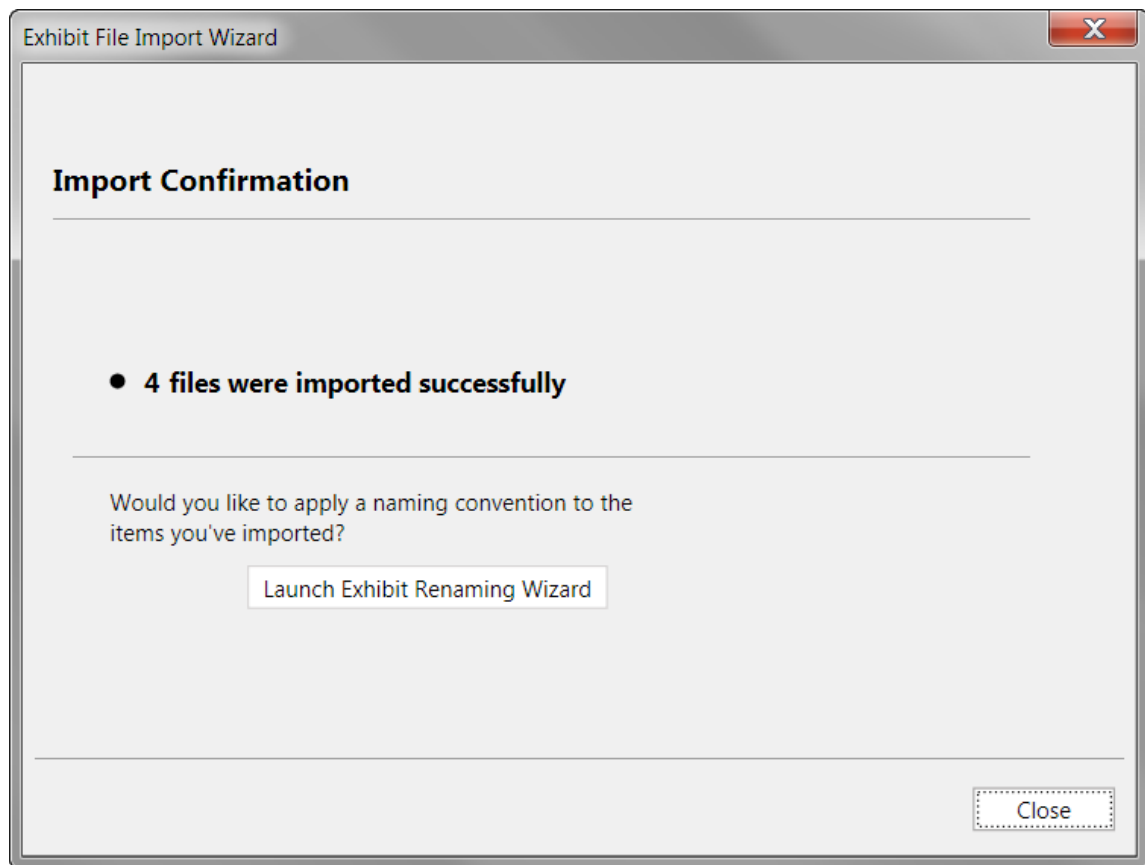 Exhibit File Import Wizard
X
Import Confirmation
• 4 files were imported successfully
Would you like to apply a naming convention to the
items you've imported?
Launch Exhibit Renaming Wizard
Close